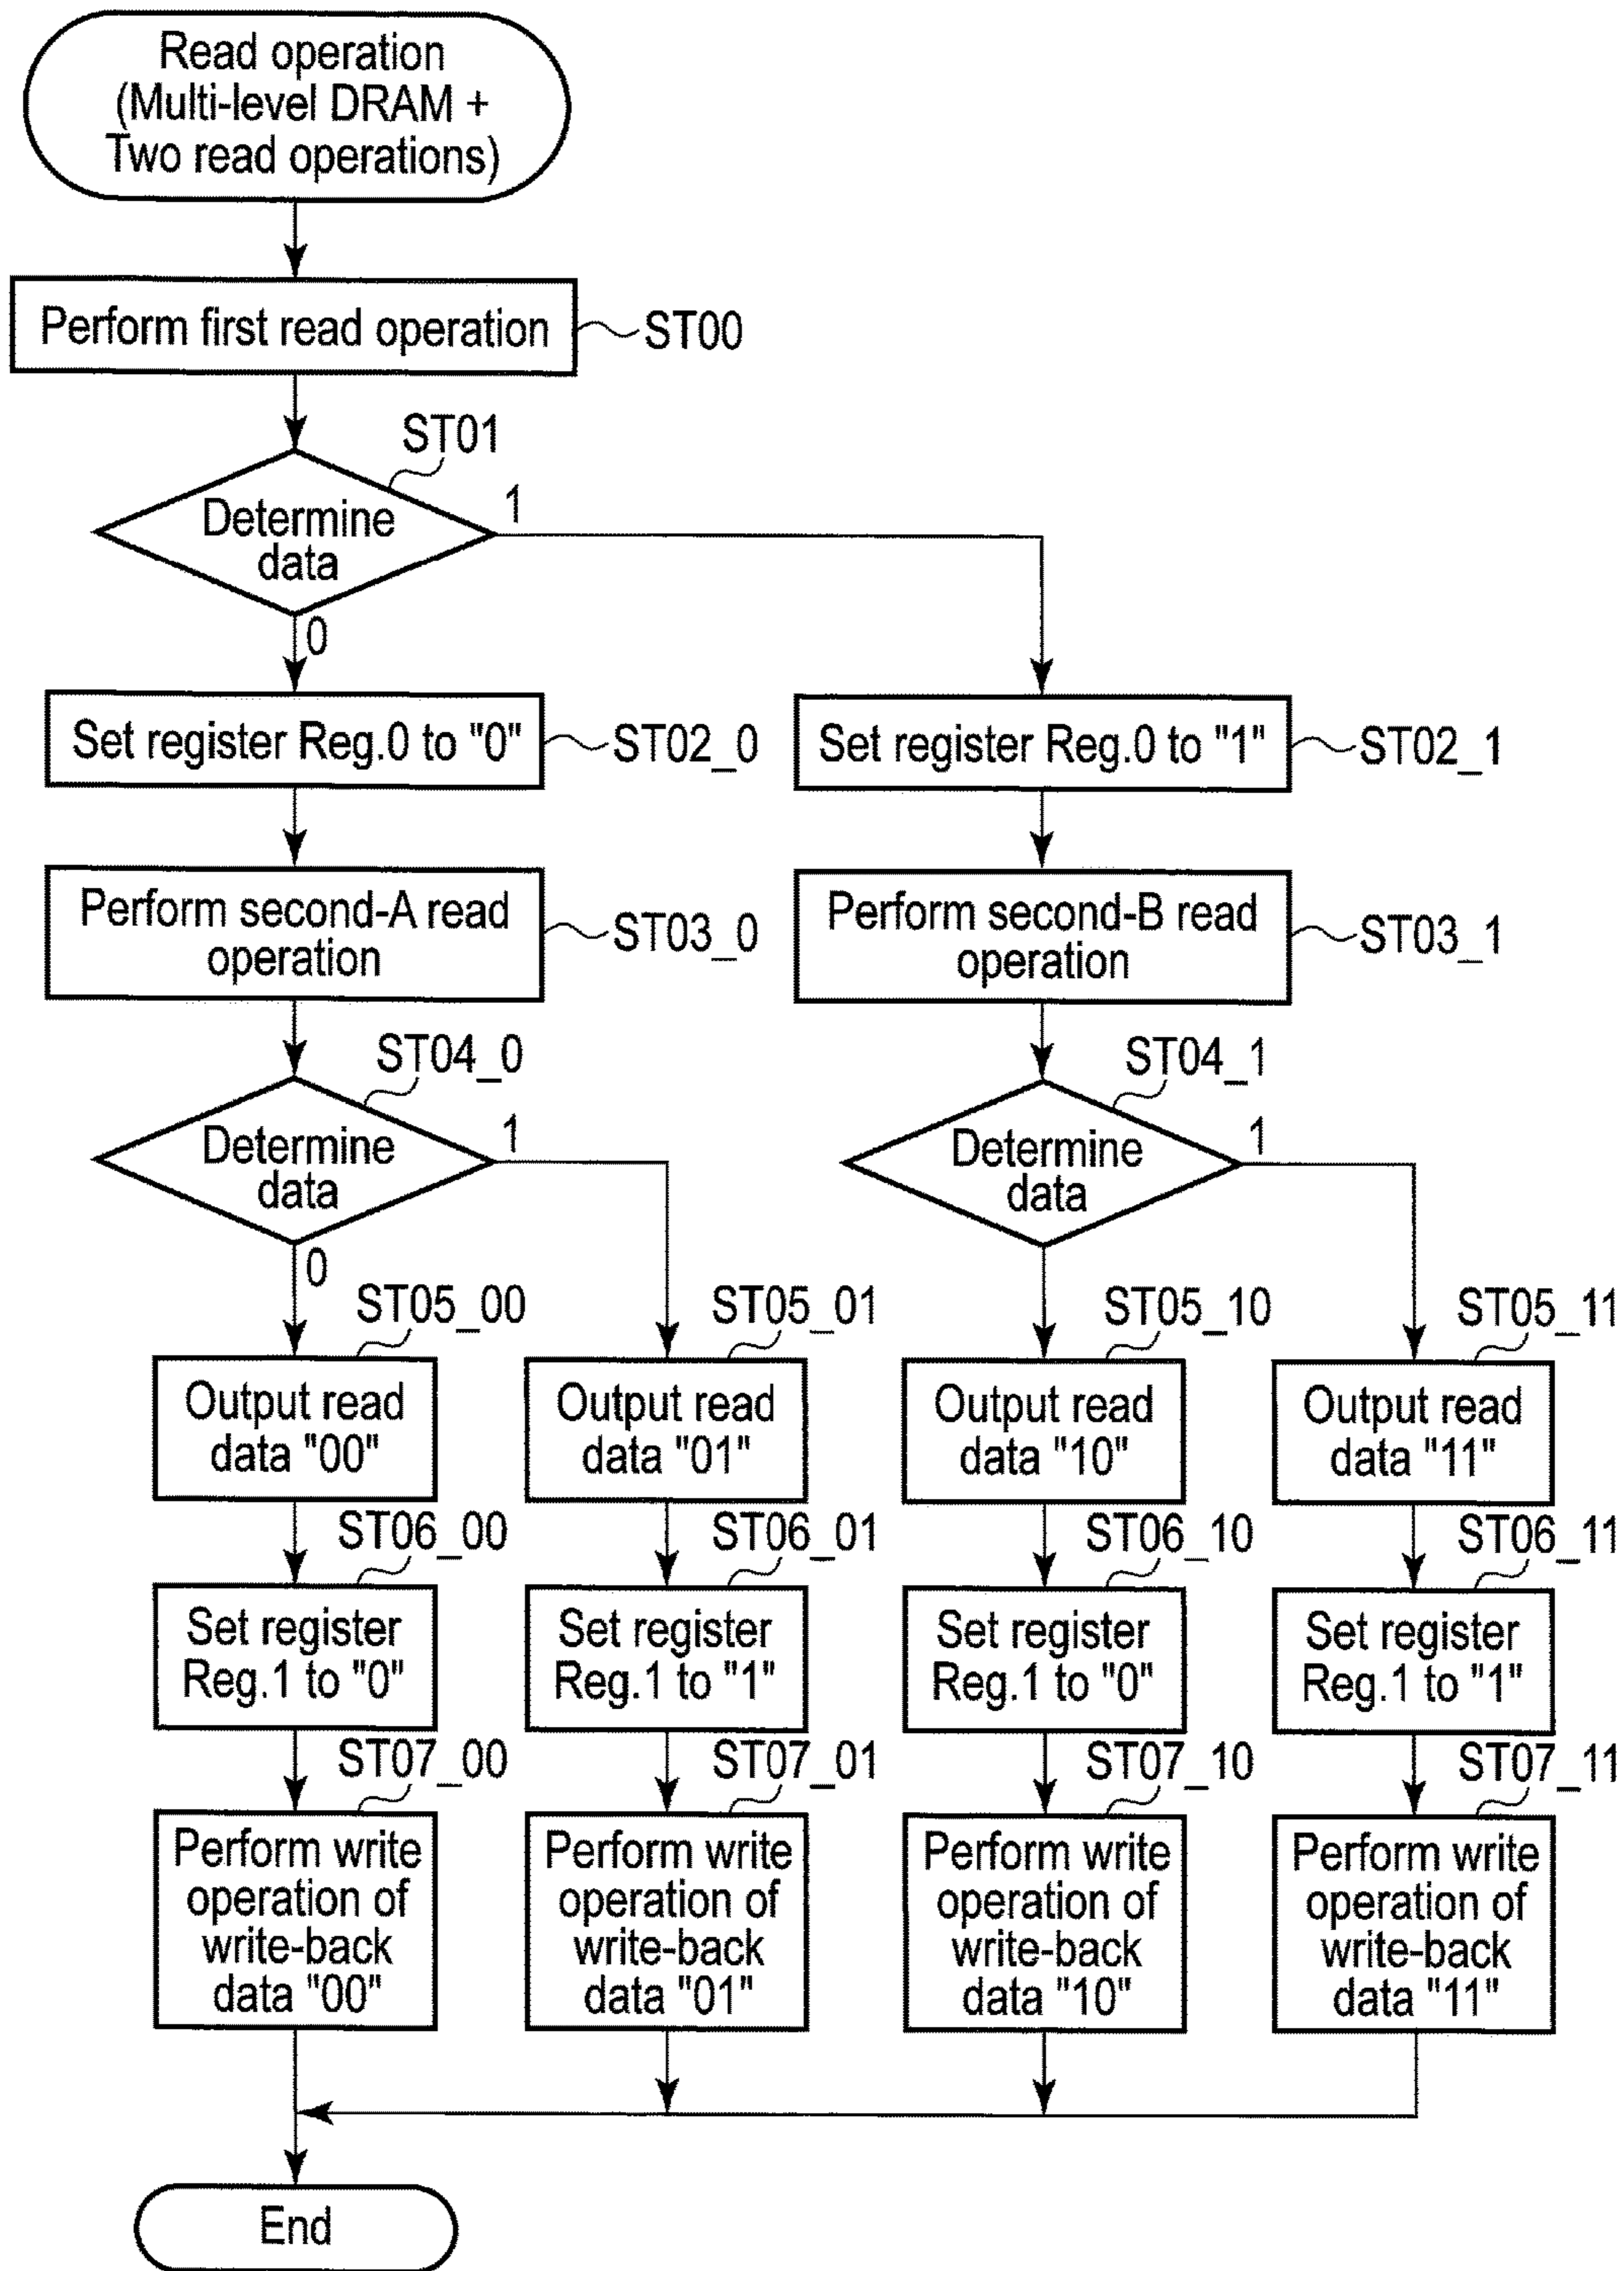 Read operation
(Multi-level DRAM +
Two read operations)
Perform first read operation
ST00
ST01
Determine
data
1
0
Set register Reg.0 to "0"
ST02_0
Set register Reg.0 to "1"
ST02_1
Perform second-A read
operation
ST03_0
Perform second-B read
operation
ST03_1
ST04_0
Determine
data
1
0
ST04_1
Determine
data
1
ST05_00
Output read
data "00"
ST05_01
Output read
data "01"
ST05_10
Output read
data "10"
ST05_11
Output read
data "11"
ST06_00
Set register
Reg.1 to "0"
ST06_01
Set register
Reg.1 to "1"
ST06_10
Set register
Reg.1 to "0"
ST06_11
Set register
Reg.1 to "1"
ST07_00
Perform write
operation of
write-back
data "00"
ST07_01
Perform write
operation of
write-back
data "01"
ST07_10
Perform write
operation of
write-back
data "10"
ST07_11
Perform write
operation of
write-back
data "11"
End